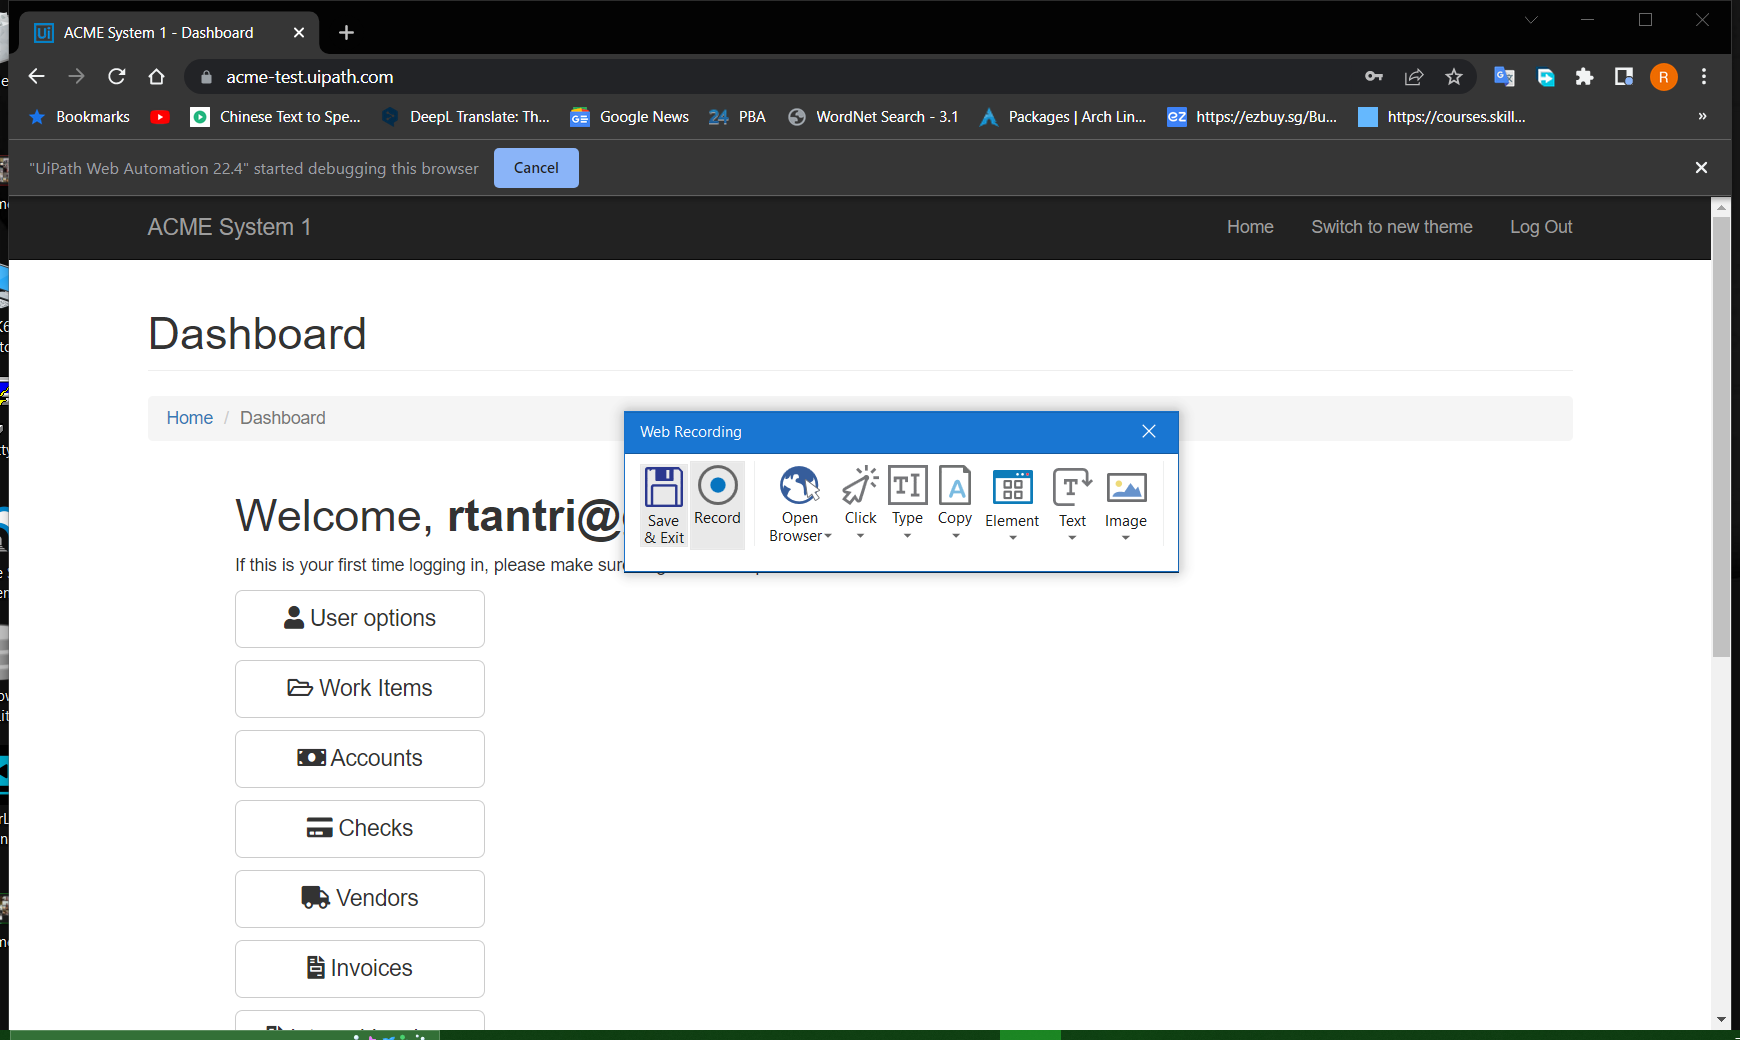 ACME System 1 - Dashboard
acme-test.uipath.com
Bookmarks
Chinese Text to Spe...
DeepL Translate: Th...
Google News
24 PBA
WordNet Search - 3.1
Packages | Arch Lin...
https://ezbuy.sg/Bu...
https://courses.skill...
»
"UiPath Web Automation 22.4" started debugging this browser
Cancel
ACME System 1
Home
Switch to new theme
Log Out
Dashboard
Home / Dashboard
Web Recording
Save & Exit
Record
Open Browser
Click
Type
Copy
Element
Text
Image
Welcome, rtantri@
If this is your first time logging in, please make
User options
Work Items
Accounts
Checks
Vendors
Invoices